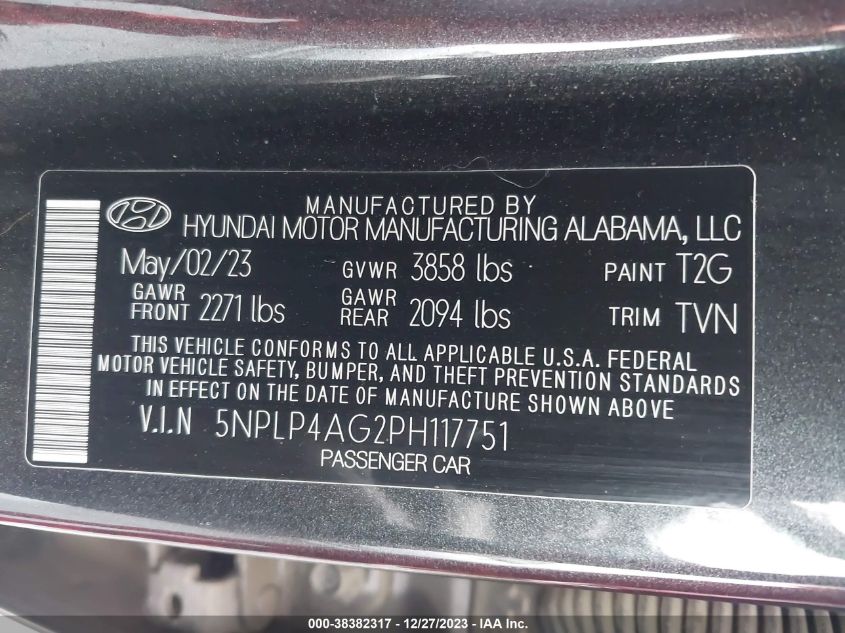 MANUFACTURED BY
HYUNDAI MOTOR MANUFACTURING ALABAMA, LLC
May/02/23 GVWR 3858 lbs PAINT T2G
GAWR FRONT 2271 lbs GAWR REAR 2094 lbs TRIM TVN
THIS VEHICLE CONFORMS TO ALL APPLICABLE U.S.A. FEDERAL
MOTOR VEHICLE SAFETY, BUMPER, AND THEFT PREVENTION STANDARDS
IN EFFECT ON THE DATE OF MANUFACTURE SHOWN ABOVE
V.I.N 5NPLP4AG2PH117751
PASSENGER CAR
000-38382317 - 12/27/2023 - IAA Inc.